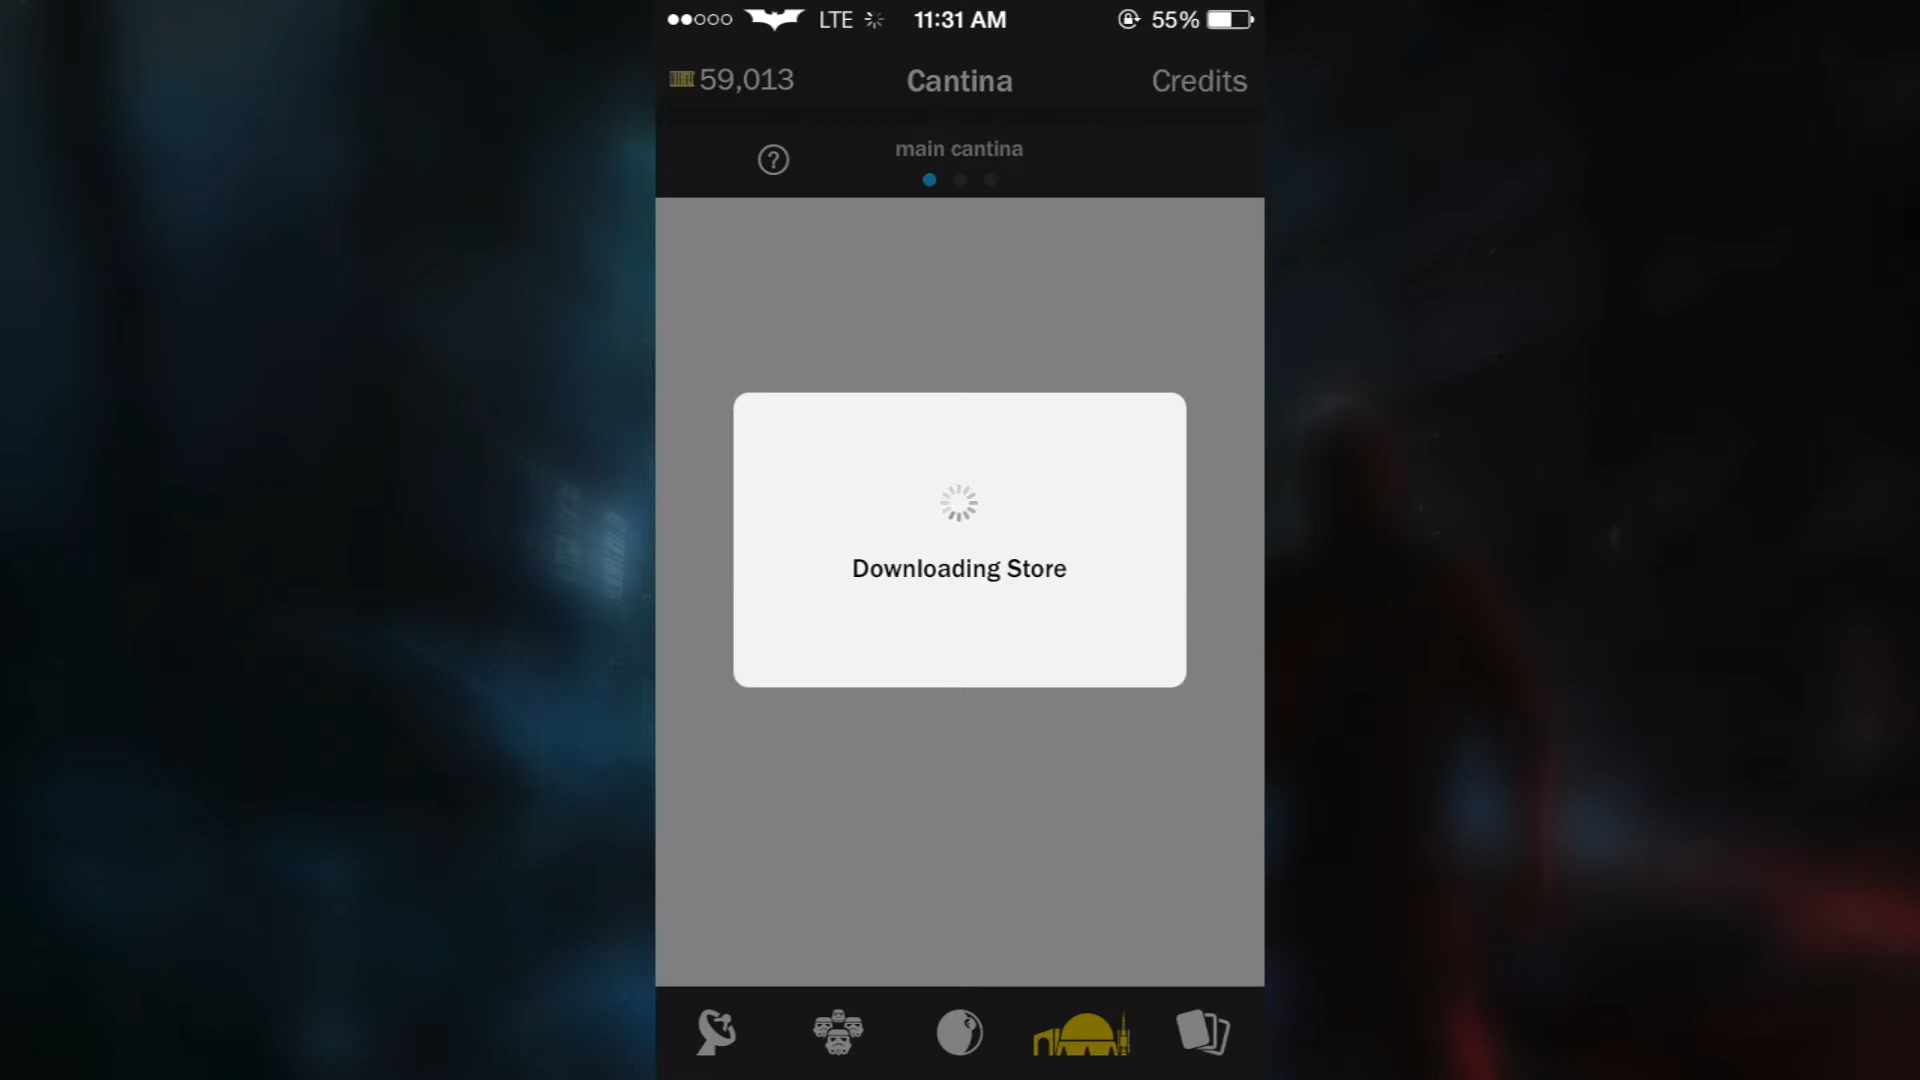 LTE 11:31 AM 55%
59,013 Cantina Credits
main cantina
Downloading Store